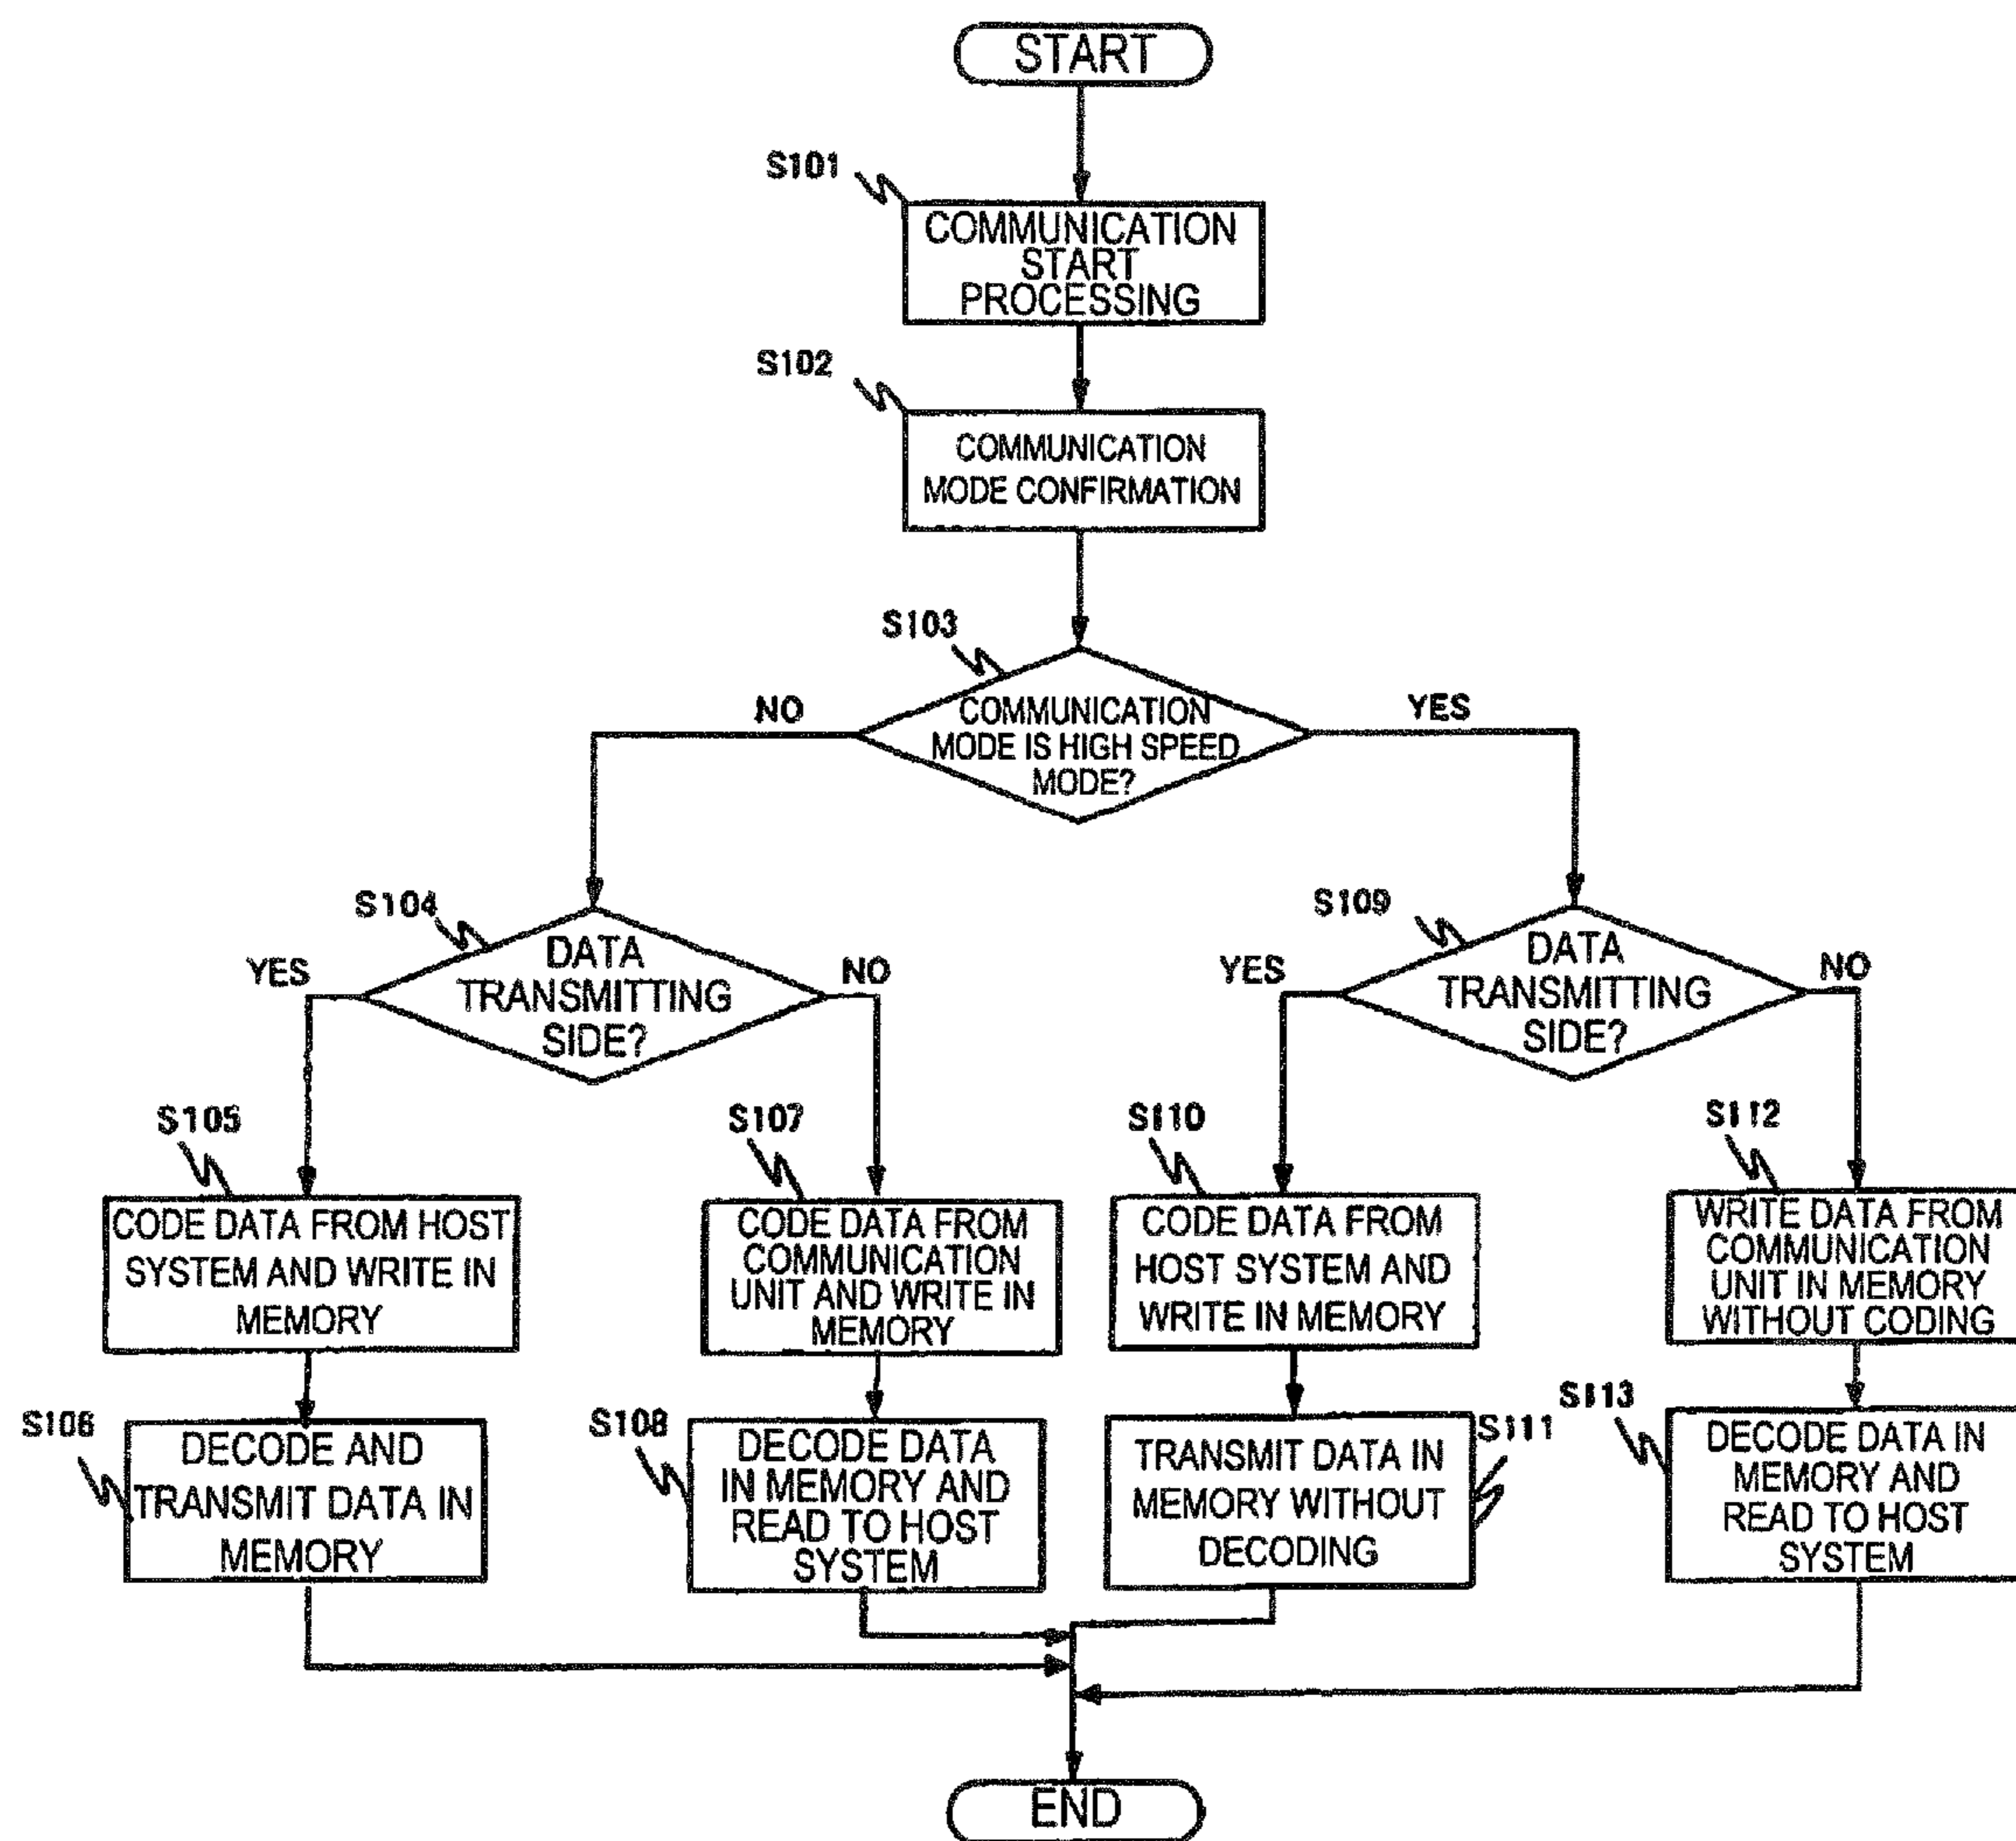 START
S101
COMMUNICATION
START
PROCESSING
S102
COMMUNICATION
MODE CONFIRMATION
S103
NO
COMMUNICATION
MODE IS HIGH SPEED
MODE?
YES
S104
YES
DATA
TRANSMITTING
SIDE?
NO
S109
YES
DATA
TRANSMITTING
SIDE?
NO
S105
CODE DATA FROM HOST
SYSTEM AND WRITE IN
MEMORY
S107
CODE DATA FROM
COMMUNICATION
UNIT AND WRITE IN
MEMORY
S110
CODE DATA FROM
HOST SYSTEM AND
WRITE IN MEMORY
S112
WRITE DATA FROM
COMMUNICATION
UNIT IN MEMORY
WITHOUT CODING
S106
DECODE AND
TRANSMIT DATA IN
MEMORY
S108
DECODE DATA
IN MEMORY AND
READ TO HOST
SYSTEM
TRANSMIT DATA IN
MEMORY WITHOUT
DECODING
S111
S113
DECODE DATA IN
MEMORY AND
READ TO HOST
SYSTEM
END